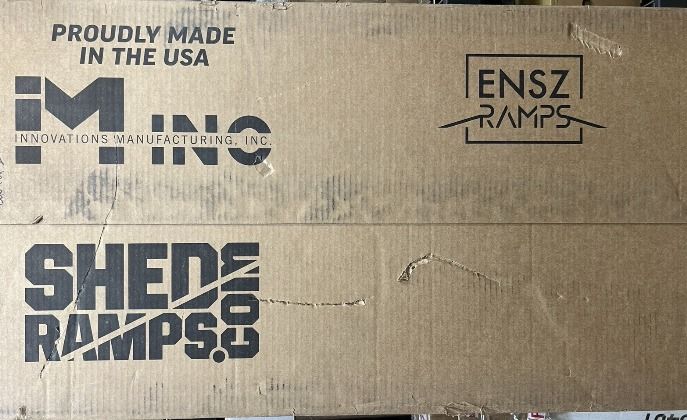 PROUDLY MADE
IN THE USA
iM INC
INNOVATIONS MANUFACTURING, INC.
ENSZ
RAMPS
SHED
RAMPS.COM